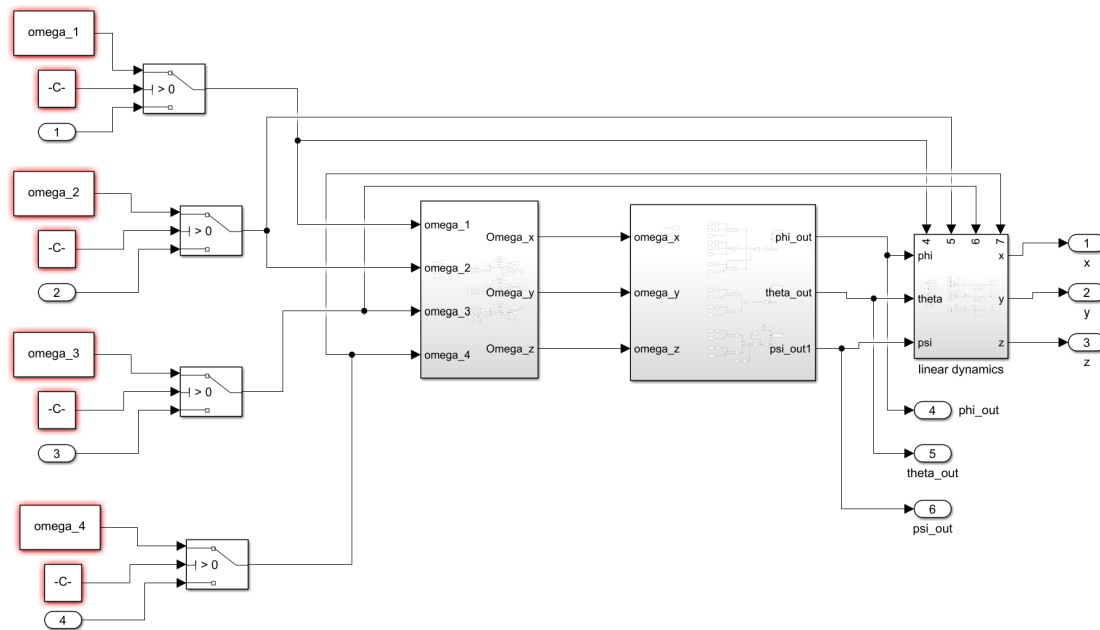 omega_1
-C-
> 0
1
omega_2
-C-
> 0
2
omega_3
-C-
> 0
3
omega_4
-C-
> 0
4
omega_1
omega_2
omega_3
omega_4
Omega_x
Omega_y
Omega_z
omega_x
omega_y
omega_z
phi_out
theta_out
psi_out1
4 5 6 7
phi
theta
psi
x
y
z
linear dynamics
1
x
2
y
3
z
4 phi_out
5
theta_out
6
psi_out